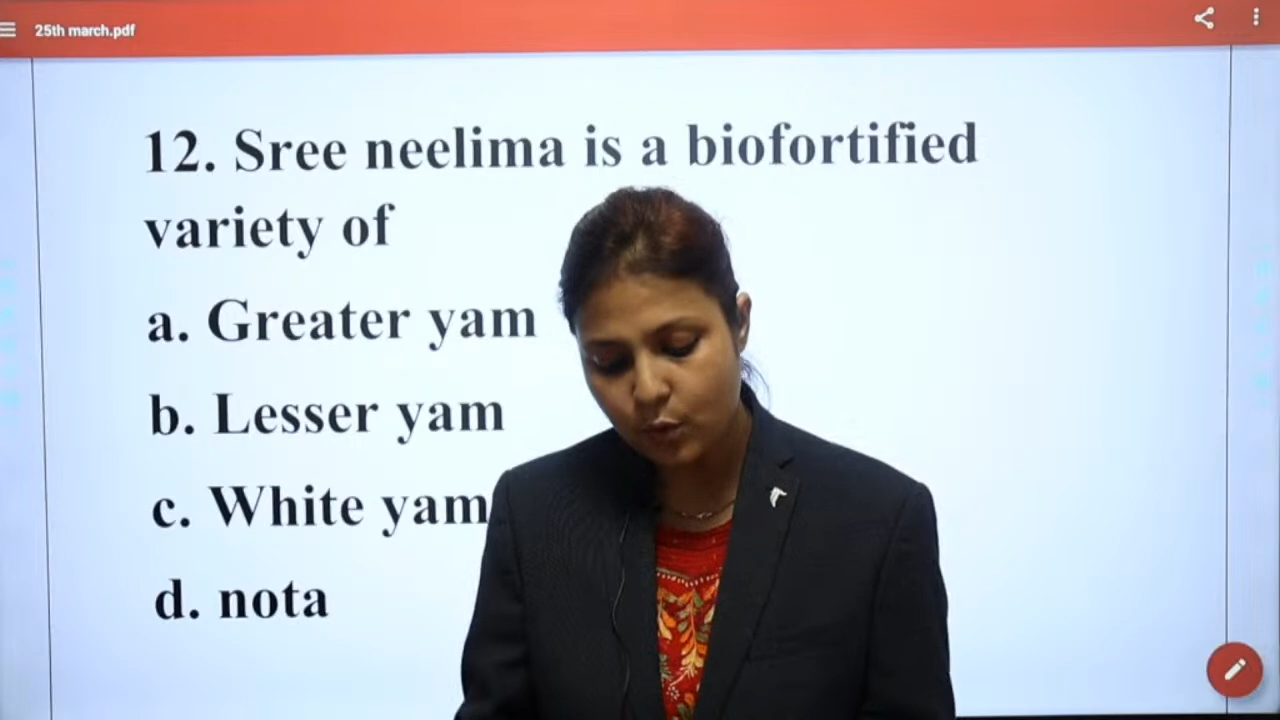 25th march.pdf
12. Sree neelima is a biofortified
variety of
a. Greater yam
b. Lesser yam
c. White yam
d. nota